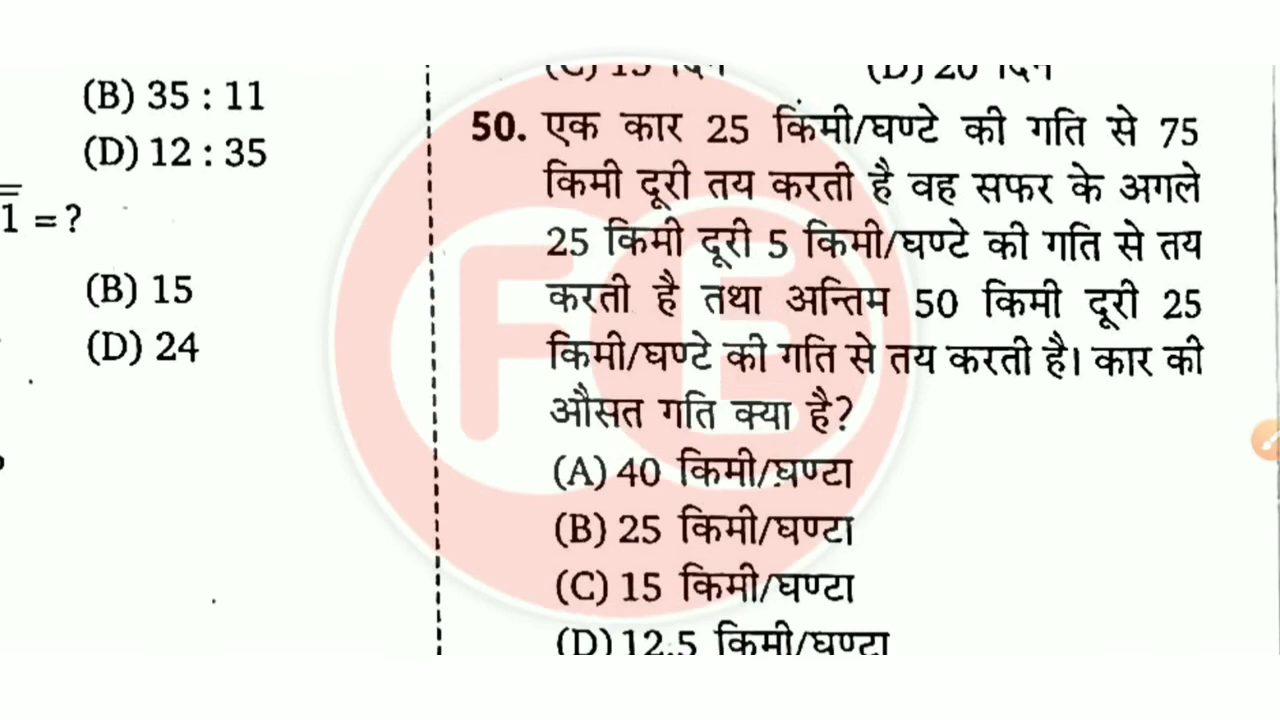 (B) 35 : 11
(D) 12 : 35
1 = ?
(B) 15
(D) 24
(C) 15 दिन (D) 20 दिन
50. एक कार 25 किंमी/घण्टे की गति से 75
किमी दूरी तय करती है वह सफर के अगले
25 किमी दूरी 5 किमी/घण्टे की गति से तय
करती है तथा अन्तिम 50 किमी दूरी 25
किमी/घण्टे की गति से तय करती है। कार की
औसत गति क्या है?
(A) 40 किमी/घण्टा
(B) 25 किमी/घण्टा
(C) 15 किमी/घण्टा
(D) 12.5 किमी/घण्टा